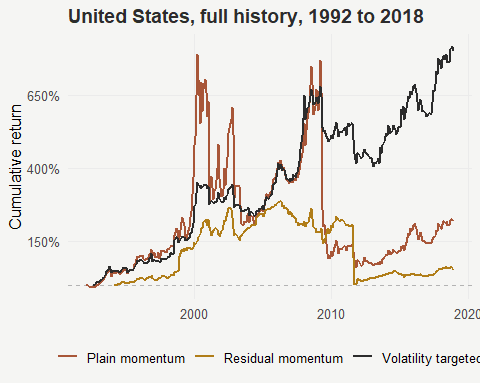 United States, full history, 1992 to 2018
Cumulative return
650%
400%
150%
2000
2010
2020
Plain momentum
Residual momentum
Volatility targeted